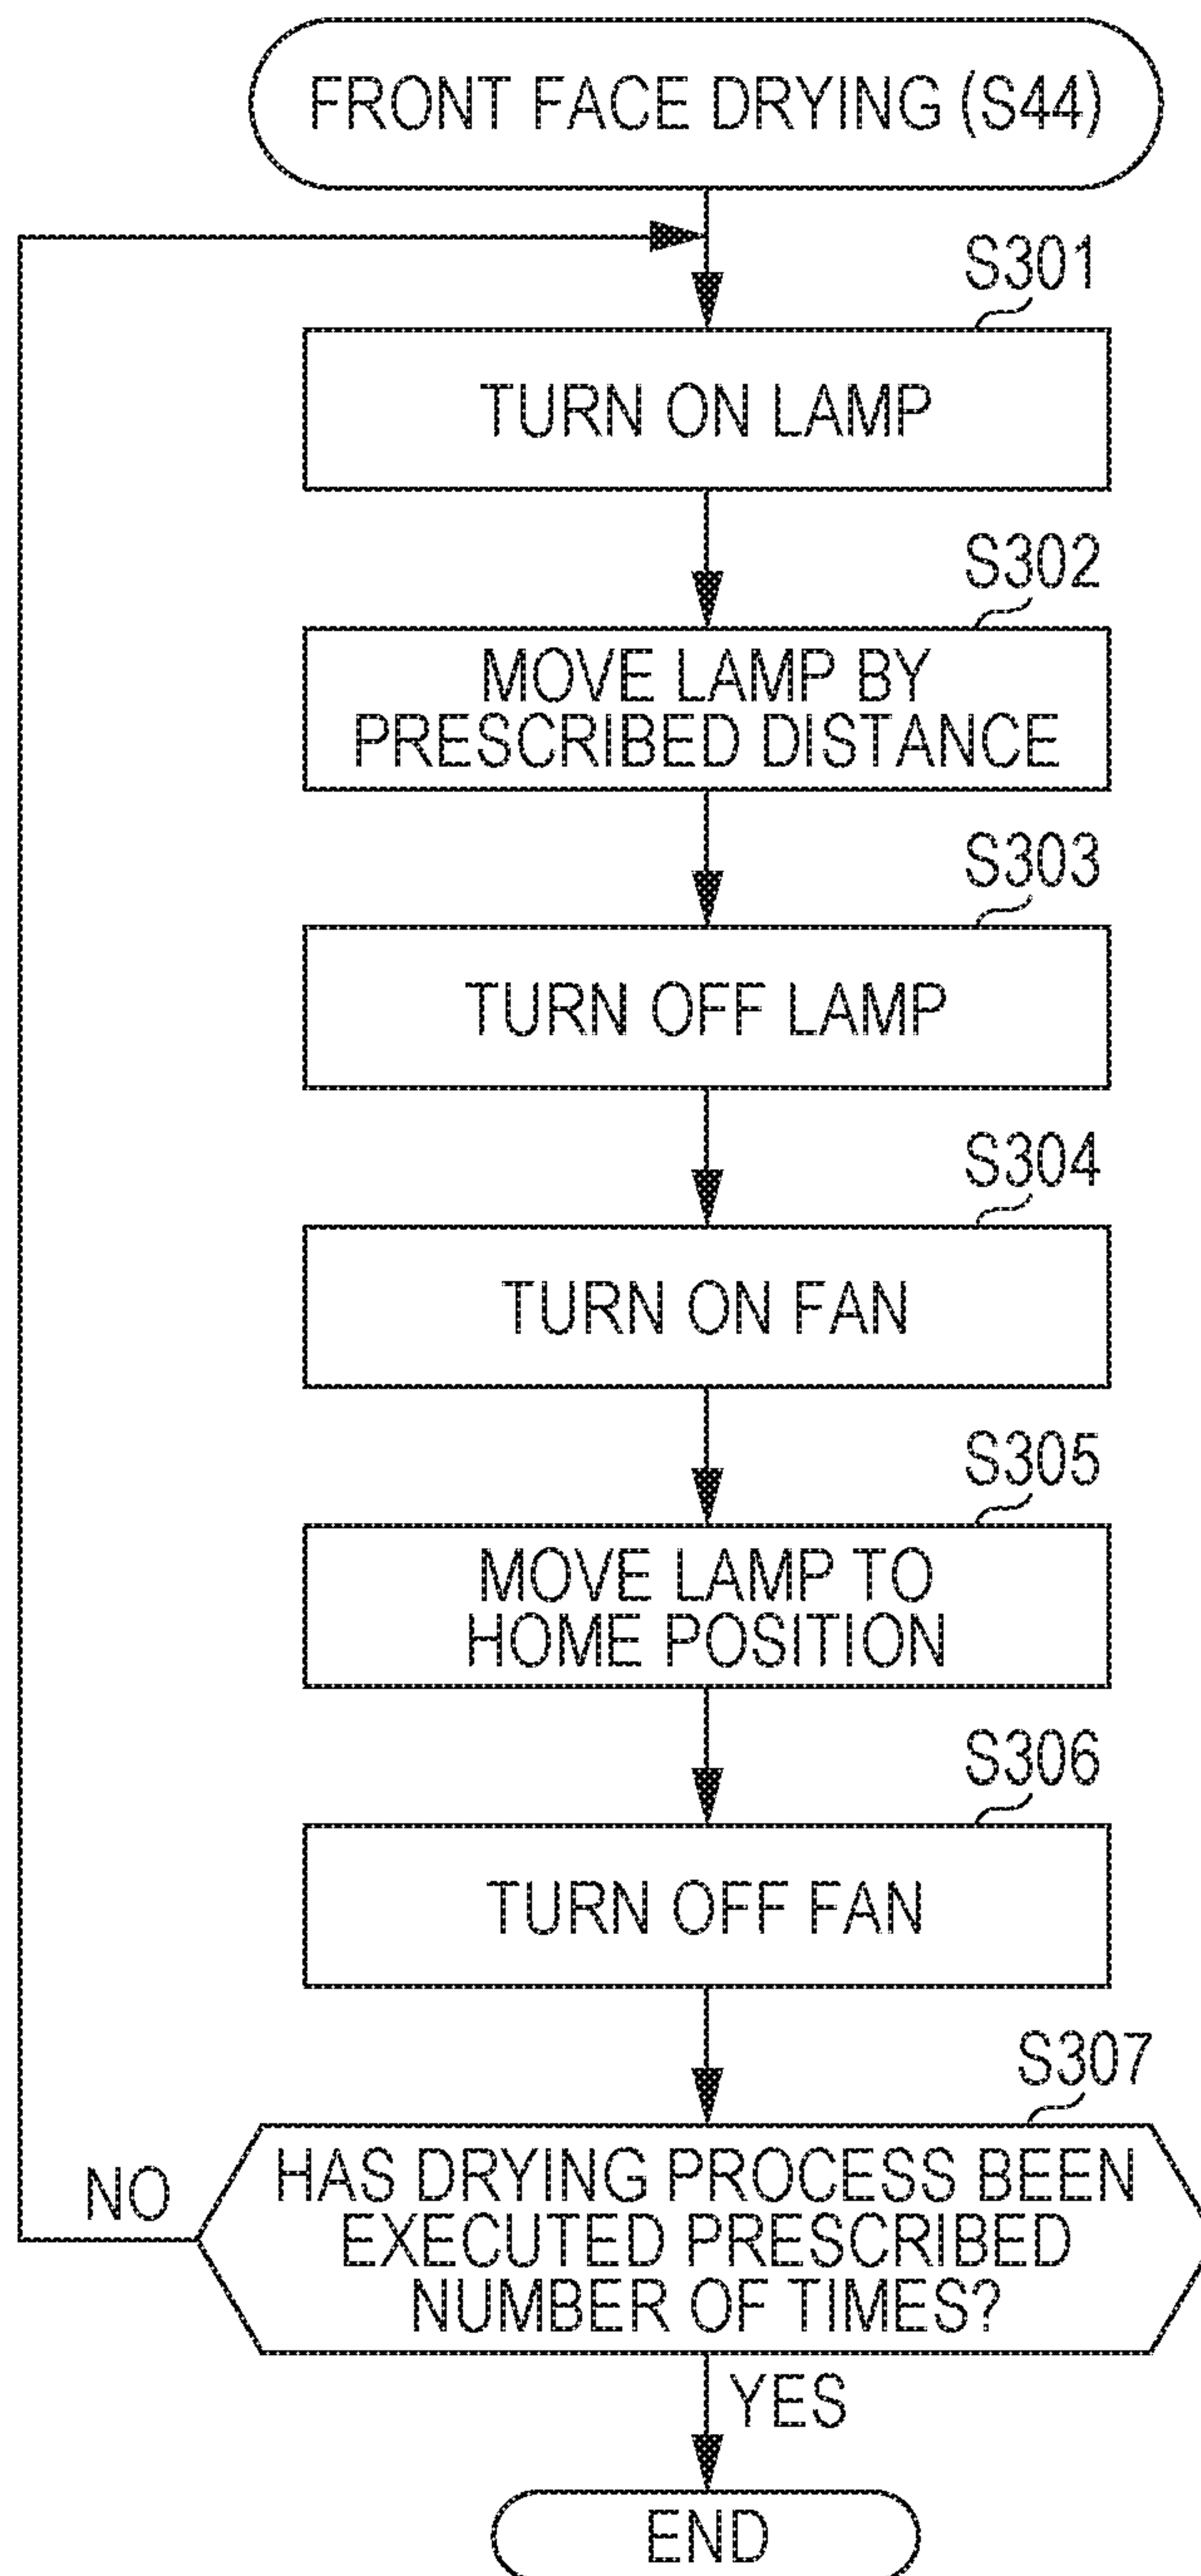 FRONT FACE DRYING (S44)
S301
TURN ON LAMP
S302
MOVE LAMP BY
PRESCRIBED DISTANCE
S303
TURN OFF LAMP
S304
TURN ON FAN
S305
MOVE LAMP TO
HOME POSITION
S306
TURN OFF FAN
S307
NO
HAS DRYING PROCESS BEEN
EXECUTED PRESCRIBED
NUMBER OF TIMES?
YES
END